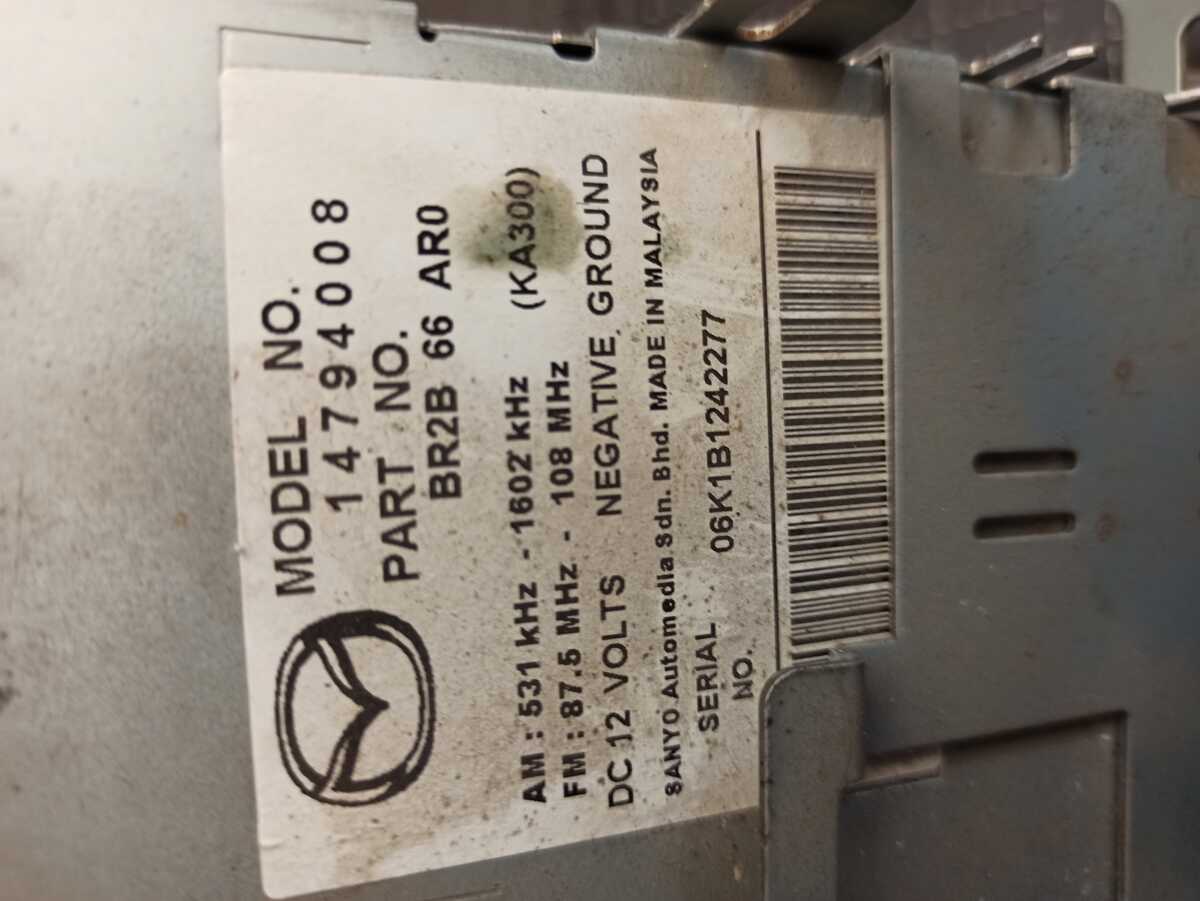 MODEL NO.
14794008
PART NO.
BR2B 66 AR0
AM : 531 kHz - 1602 kHz
FM : 87.5 MHz - 108 MHz (KA300)
DC 12 VOLTS NEGATIVE GROUND
SANYO Automedia Sdn. Bhd. MADE IN MALAYSIA
SERIAL NO. 06K1B1242277